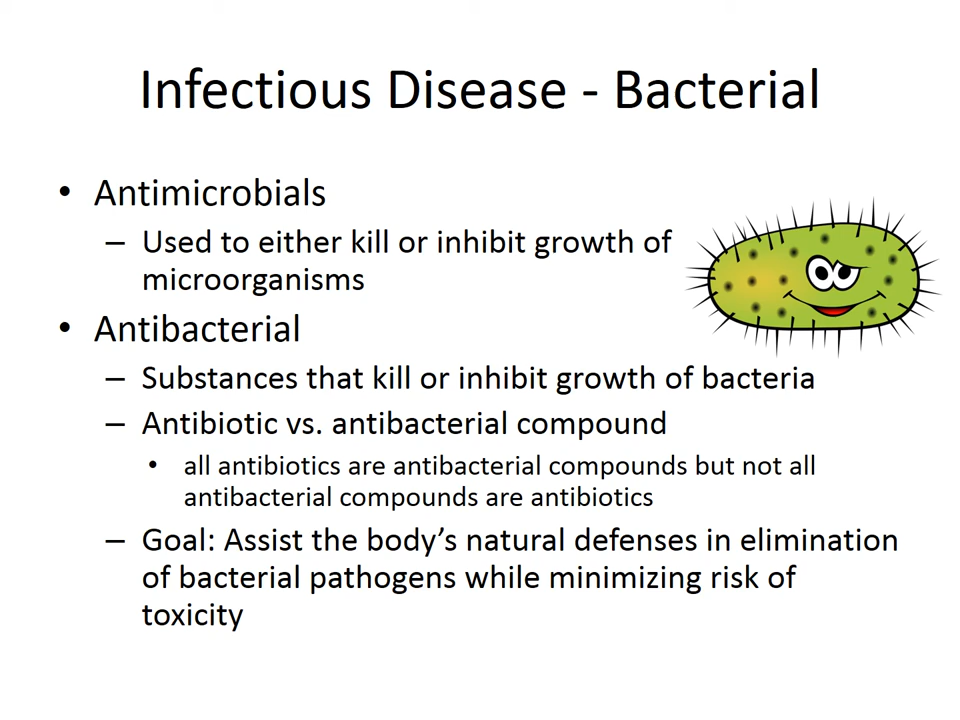 Infectious Disease - Bacterial
• Antimicrobials
– Used to either kill or inhibit growth of
microorganisms
• Antibacterial
– Substances that kill or inhibit growth of bacteria
– Antibiotic vs. antibacterial compound
• all antibiotics are antibacterial compounds but not all
antibacterial compounds are antibiotics
– Goal: Assist the body’s natural defenses in elimination
of bacterial pathogens while minimizing risk of
toxicity